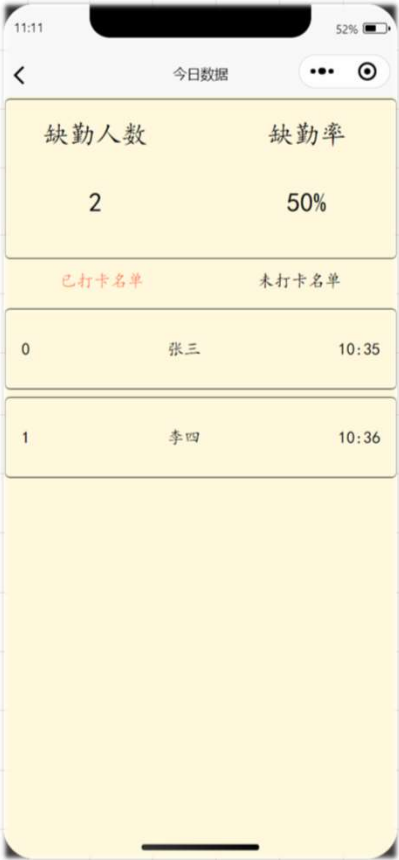 11:11 52%
今日数据
缺勤人数 缺勤率
2 50%
已打卡名单 未打卡名单
0 张三 10:35
1 李四 10:36